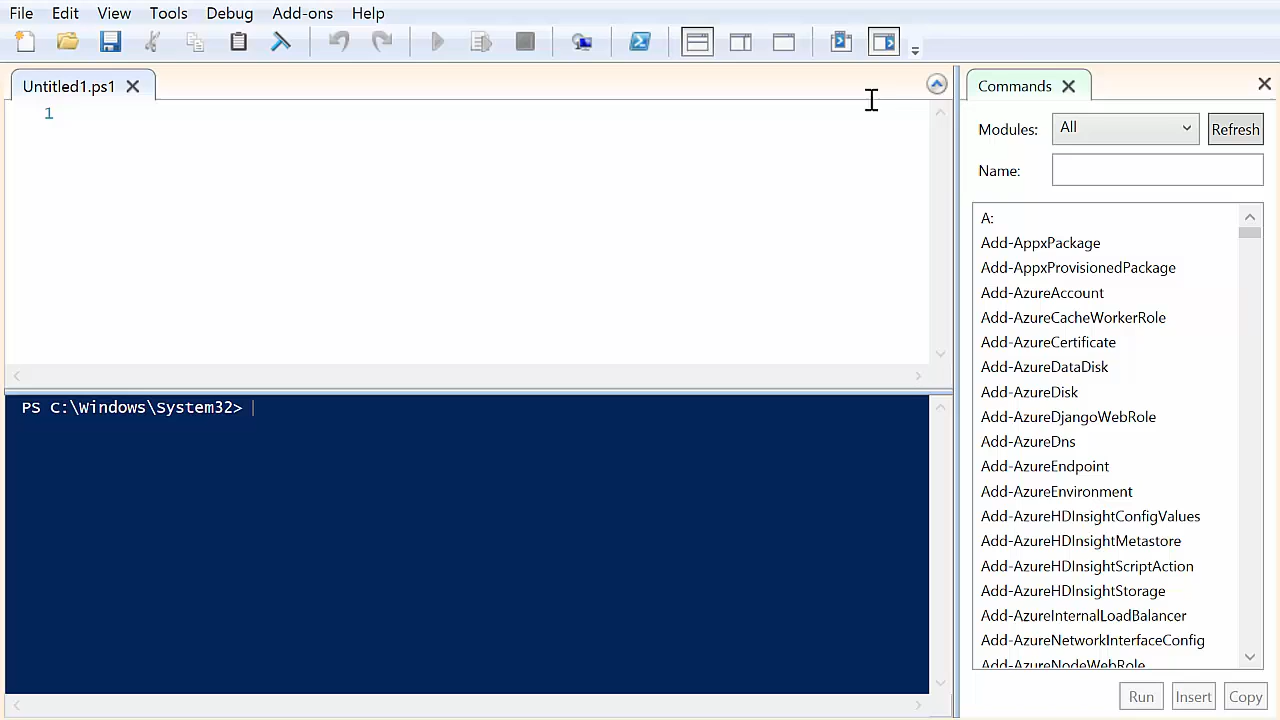 File Edit View Tools Debug Add-ons Help
Untitled1.ps1
1
PS C:\Windows\System32>
Commands
Modules: All Refresh
Name:
A:
Add-AppxPackage
Add-AppxProvisionedPackage
Add-AzureAccount
Add-AzureCacheWorkerRole
Add-AzureCertificate
Add-AzureDataDisk
Add-AzureDisk
Add-AzureDjangoWebRole
Add-AzureDns
Add-AzureEndpoint
Add-AzureEnvironment
Add-AzureHDInsightConfigValues
Add-AzureHDInsightMetastore
Add-AzureHDInsightScriptAction
Add-AzureHDInsightStorage
Add-AzureInternalLoadBalancer
Add-AzureNetworkInterfaceConfig
Add-AzureNodeWebRole
Run Insert Copy